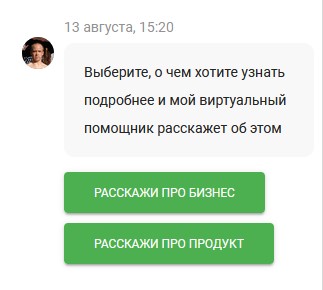 13 августа, 15:20
Выберите, о чем хотите узнать
подробнее и мой виртуальный
помощник расскажет об этом
РАССКАЖИ ПРО БИЗНЕС
РАССКАЖИ ПРО ПРОДУКТ